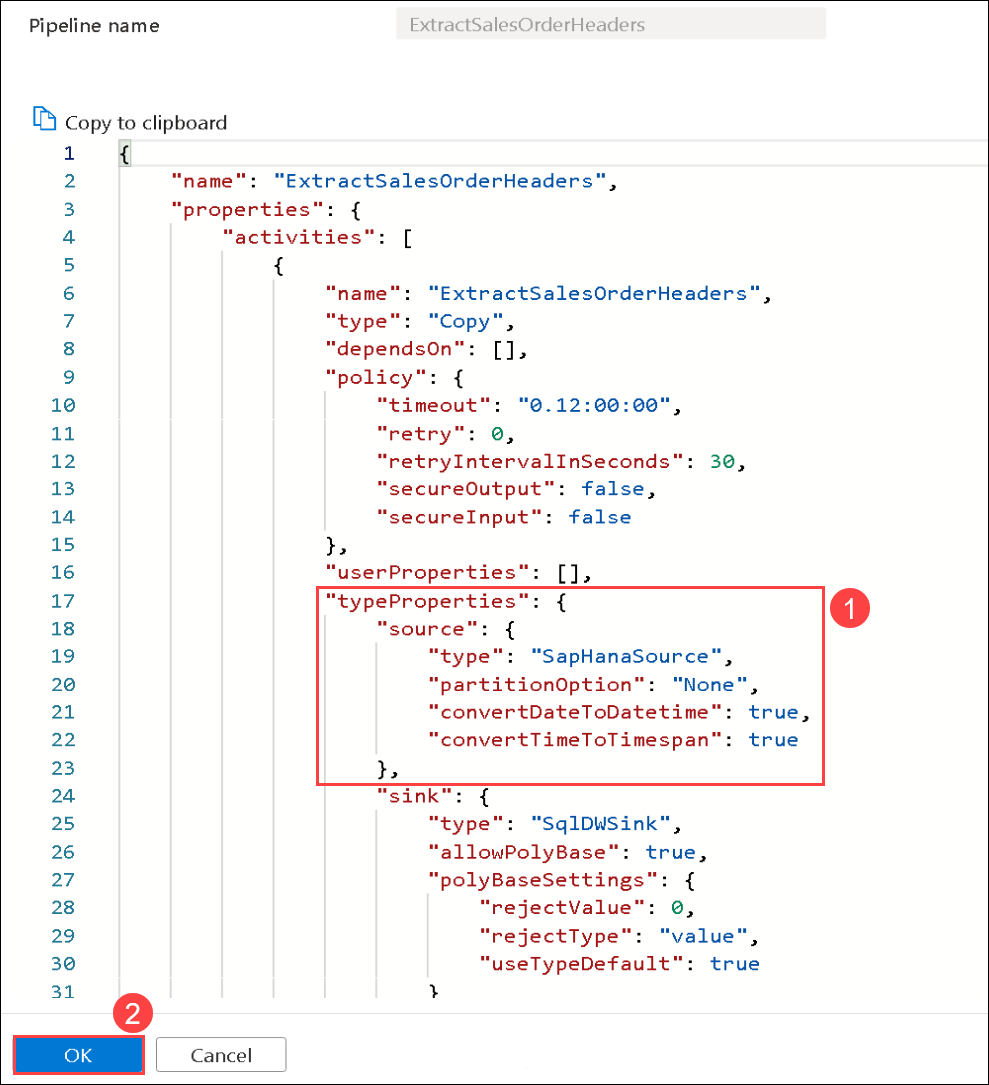 Pipeline name ExtractSalesOrderHeaders
Copy to clipboard
1 {
2 "name": "ExtractSalesOrderHeaders",
3 "properties": {
4 "activities": [
5 {
6 "name": "ExtractSalesOrderHeaders",
7 "type": "Copy",
8 "dependsOn": [],
9 "policy": {
10 "timeout": "0.12:00:00",
11 "retry": 0,
12 "retryIntervalInSeconds": 30,
13 "secureOutput": false,
14 "secureInput": false
15 },
16 "userProperties": [],
17 "typeProperties": { 1
18 "source": {
19 "type": "SapHanaSource",
20 "partitionOption": "None",
21 "convertDateToDatetime": true,
22 "convertTimeToTimespan": true
23 },
24 "sink": {
25 "type": "SqlDWSink",
26 "allowPolyBase": true,
27 "polyBaseSettings": {
28 "rejectValue": 0,
29 "rejectType": "value",
30 "useTypeDefault": true
31 }
2
OK Cancel